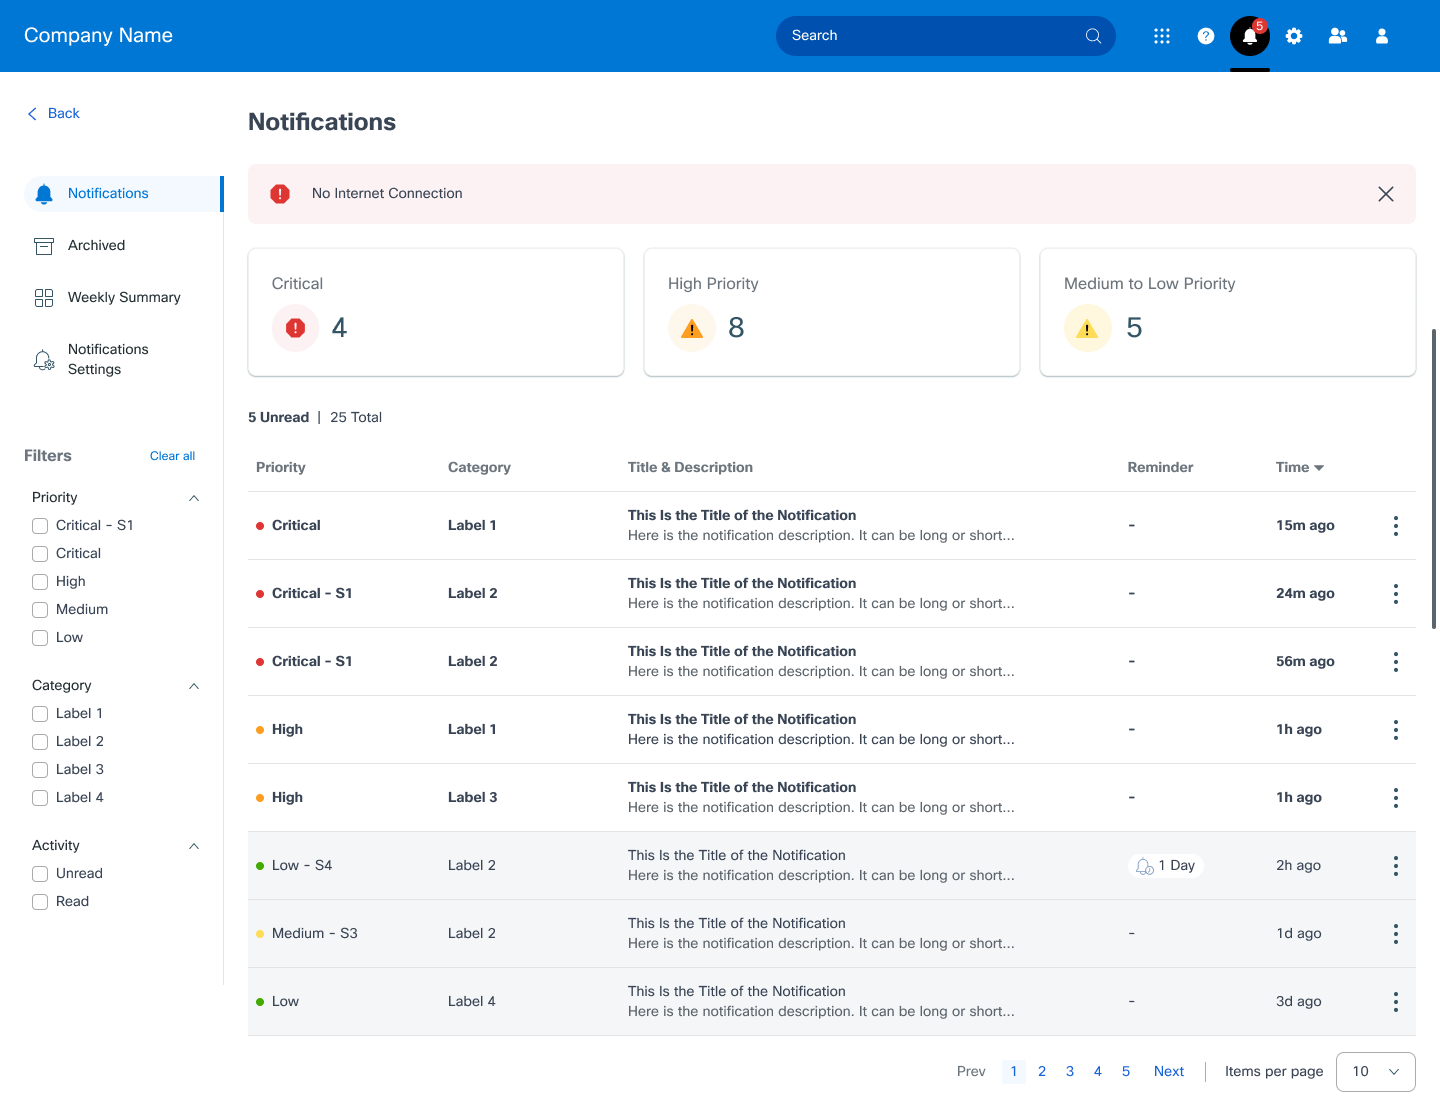 Company Name
Search
5
Back
Notifications
Archived
Weekly Summary
Notifications
Settings
Filters
Clear all
Priority
Critical - S1
Critical
High
Medium
Low
Category
Label 1
Label 2
Label 3
Label 4
Activity
Unread
Read
Notifications
No Internet Connection
Critical
4
High Priority
8
Medium to Low Priority
5
5 Unread | 25 Total
Priority Category Title & Description Reminder Time
Critical Label 1 This Is the Title of the Notification - 15m ago
Here is the notification description. It can be long or short...
Critical - S1 Label 2 This Is the Title of the Notification - 24m ago
Here is the notification description. It can be long or short...
Critical - S1 Label 2 This Is the Title of the Notification - 56m ago
Here is the notification description. It can be long or short...
High Label 1 This Is the Title of the Notification - 1h ago
Here is the notification description. It can be long or short...
High Label 3 This Is the Title of the Notification - 1h ago
Here is the notification description. It can be long or short...
Low - S4 Label 2 This Is the Title of the Notification 1 Day 2h ago
Here is the notification description. It can be long or short...
Medium - S3 Label 2 This Is the Title of the Notification - 1d ago
Here is the notification description. It can be long or short...
Low Label 4 This Is the Title of the Notification - 3d ago
Here is the notification description. It can be long or short...
Prev 1 2 3 4 5 Next | Items per page 10